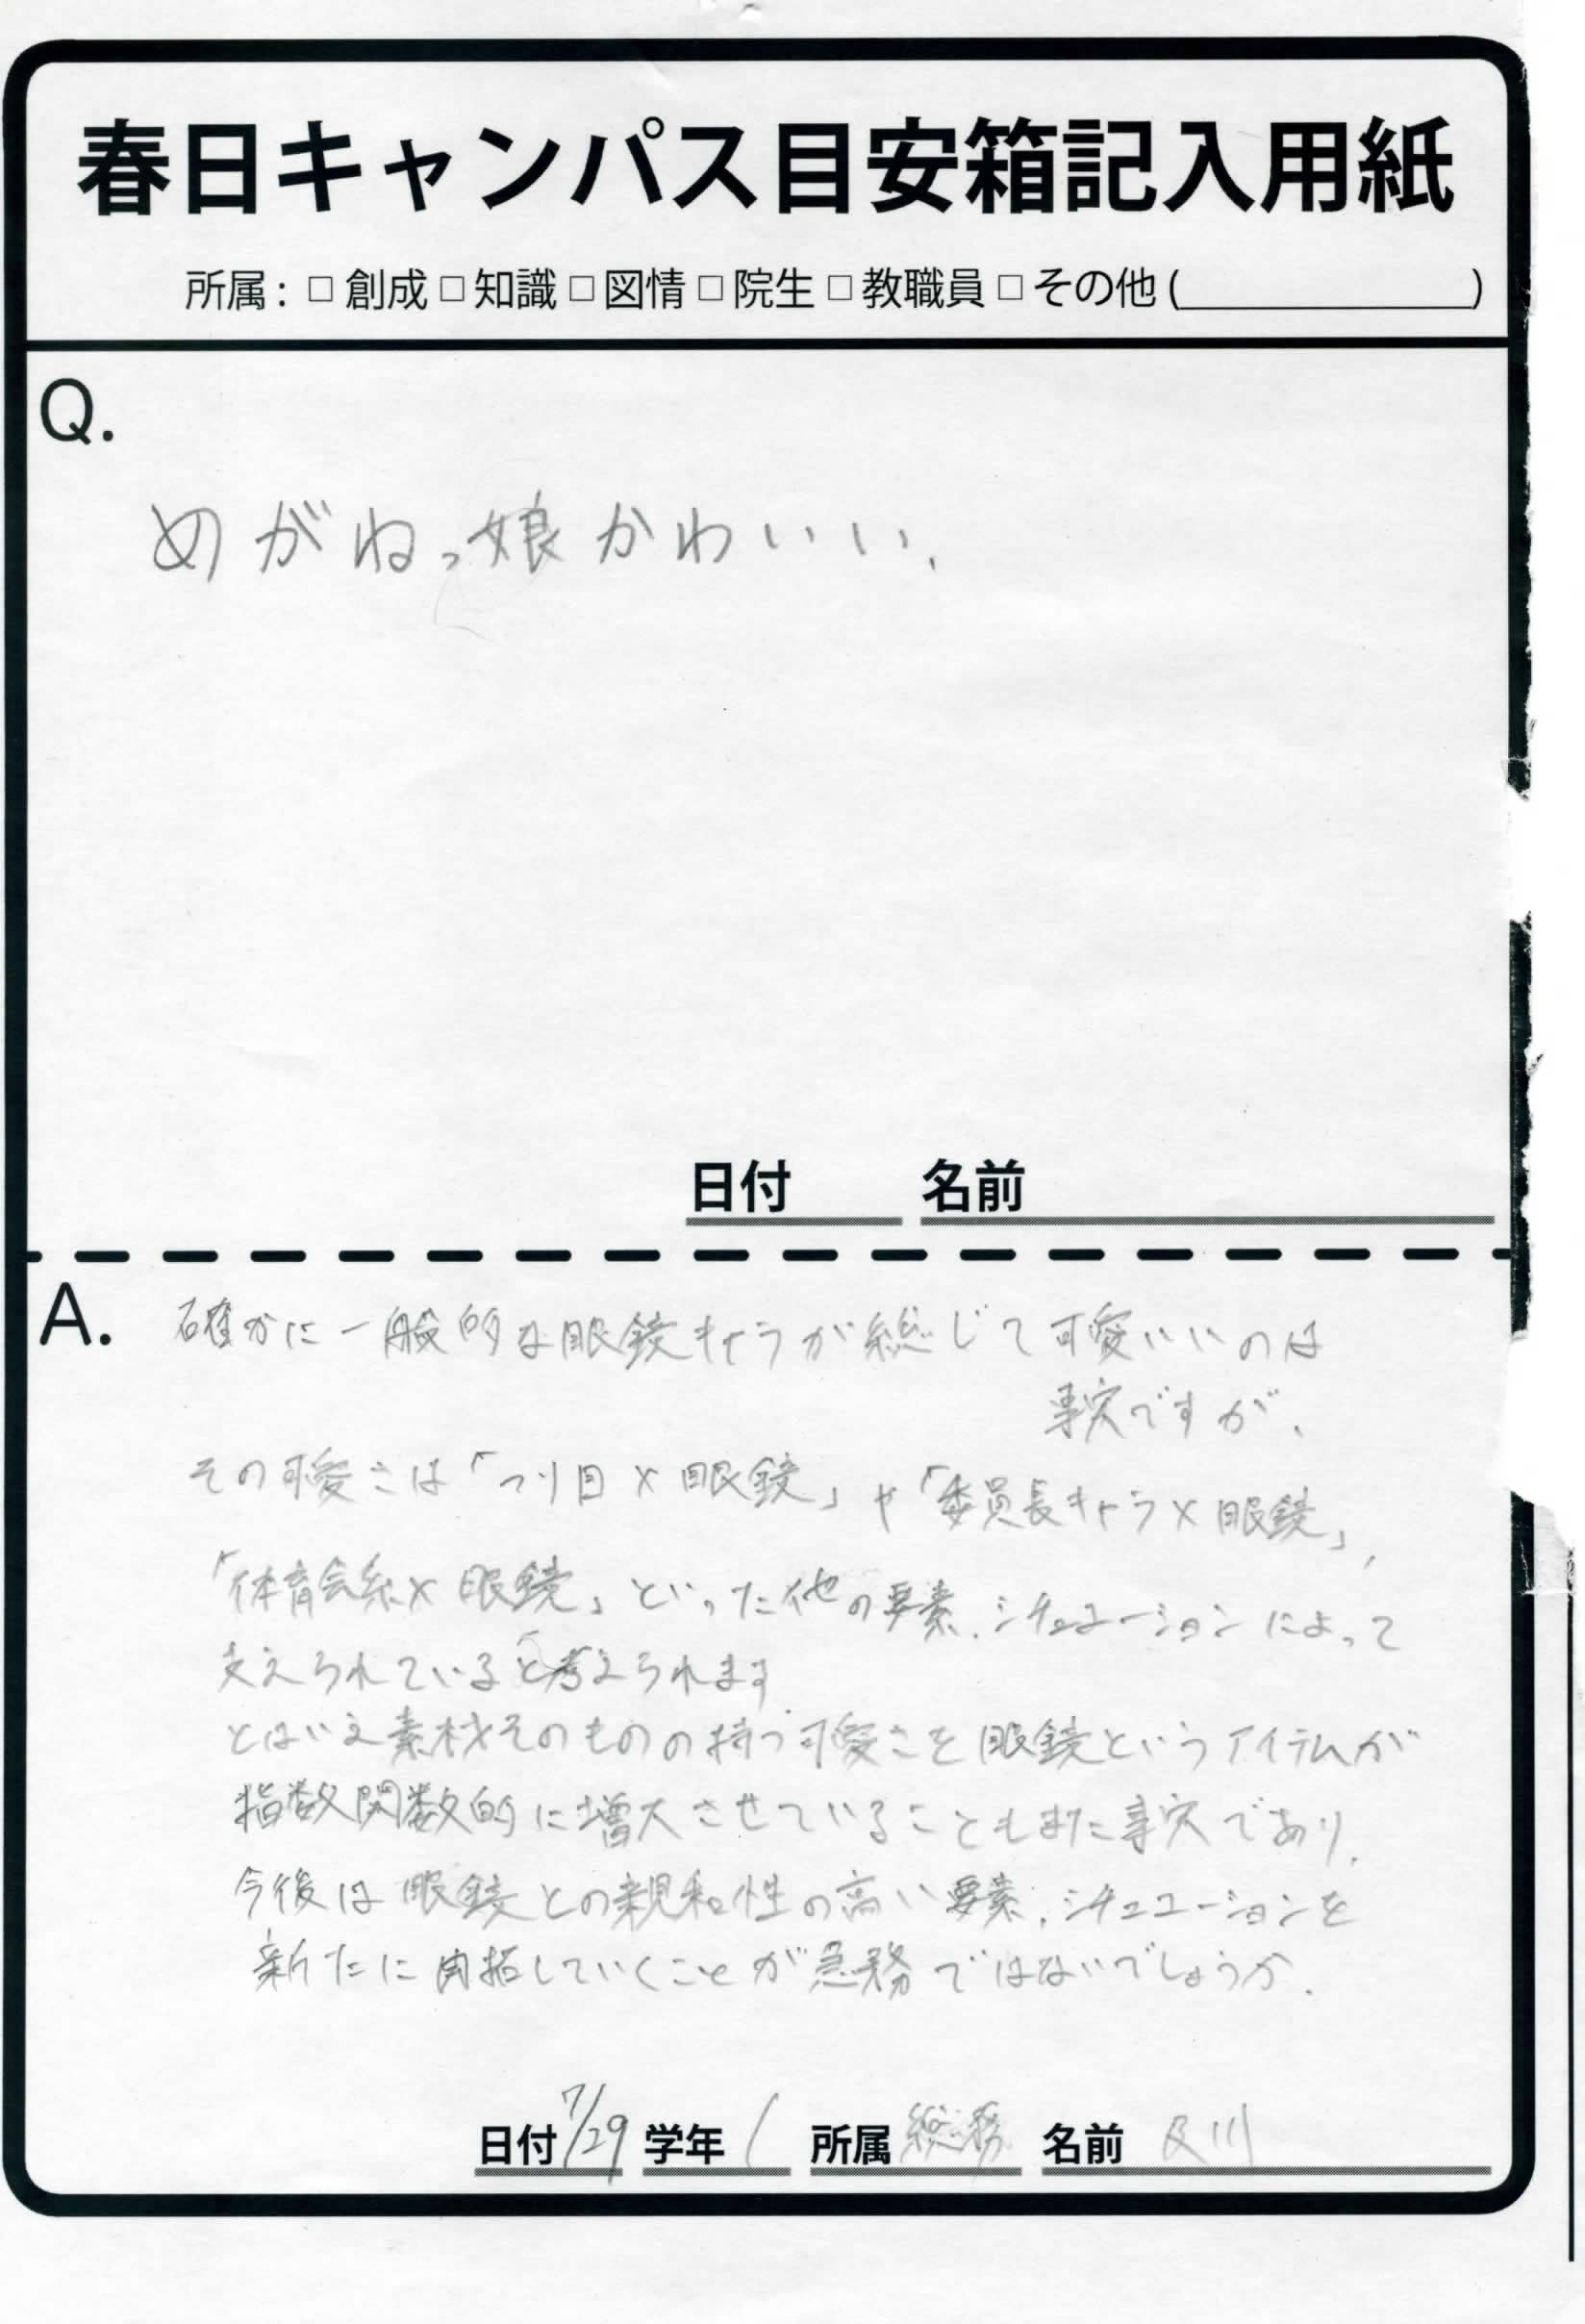 春日キャンパス目安箱記入用紙
所属 : □ 創成 □ 知識 □ 図情 □ 院生 □ 教職員 □ その他 ( )
Q.
めがねっ娘かわいい、
日付 名前
A. 確かに一般的な眼鏡キャラが総じて可愛いいのは
事実ですが、
その可愛さは「つり目×眼鏡」や「委員長キャラ×眼鏡」、
「体育会系×眼鏡」といった他の要素、シチュエーションによって
支えられていると考えられます
とはいえ素材そのものの持つ可愛さを眼鏡というアイテムが
指数関数的に増大させていることもまた事実であり、
今後は眼鏡との親和性の高い要素、シチュエーションを
新たに開拓していくことが急務ではないでしょうか.
日付 7/29 学年 1 所属 総務 名前 及川